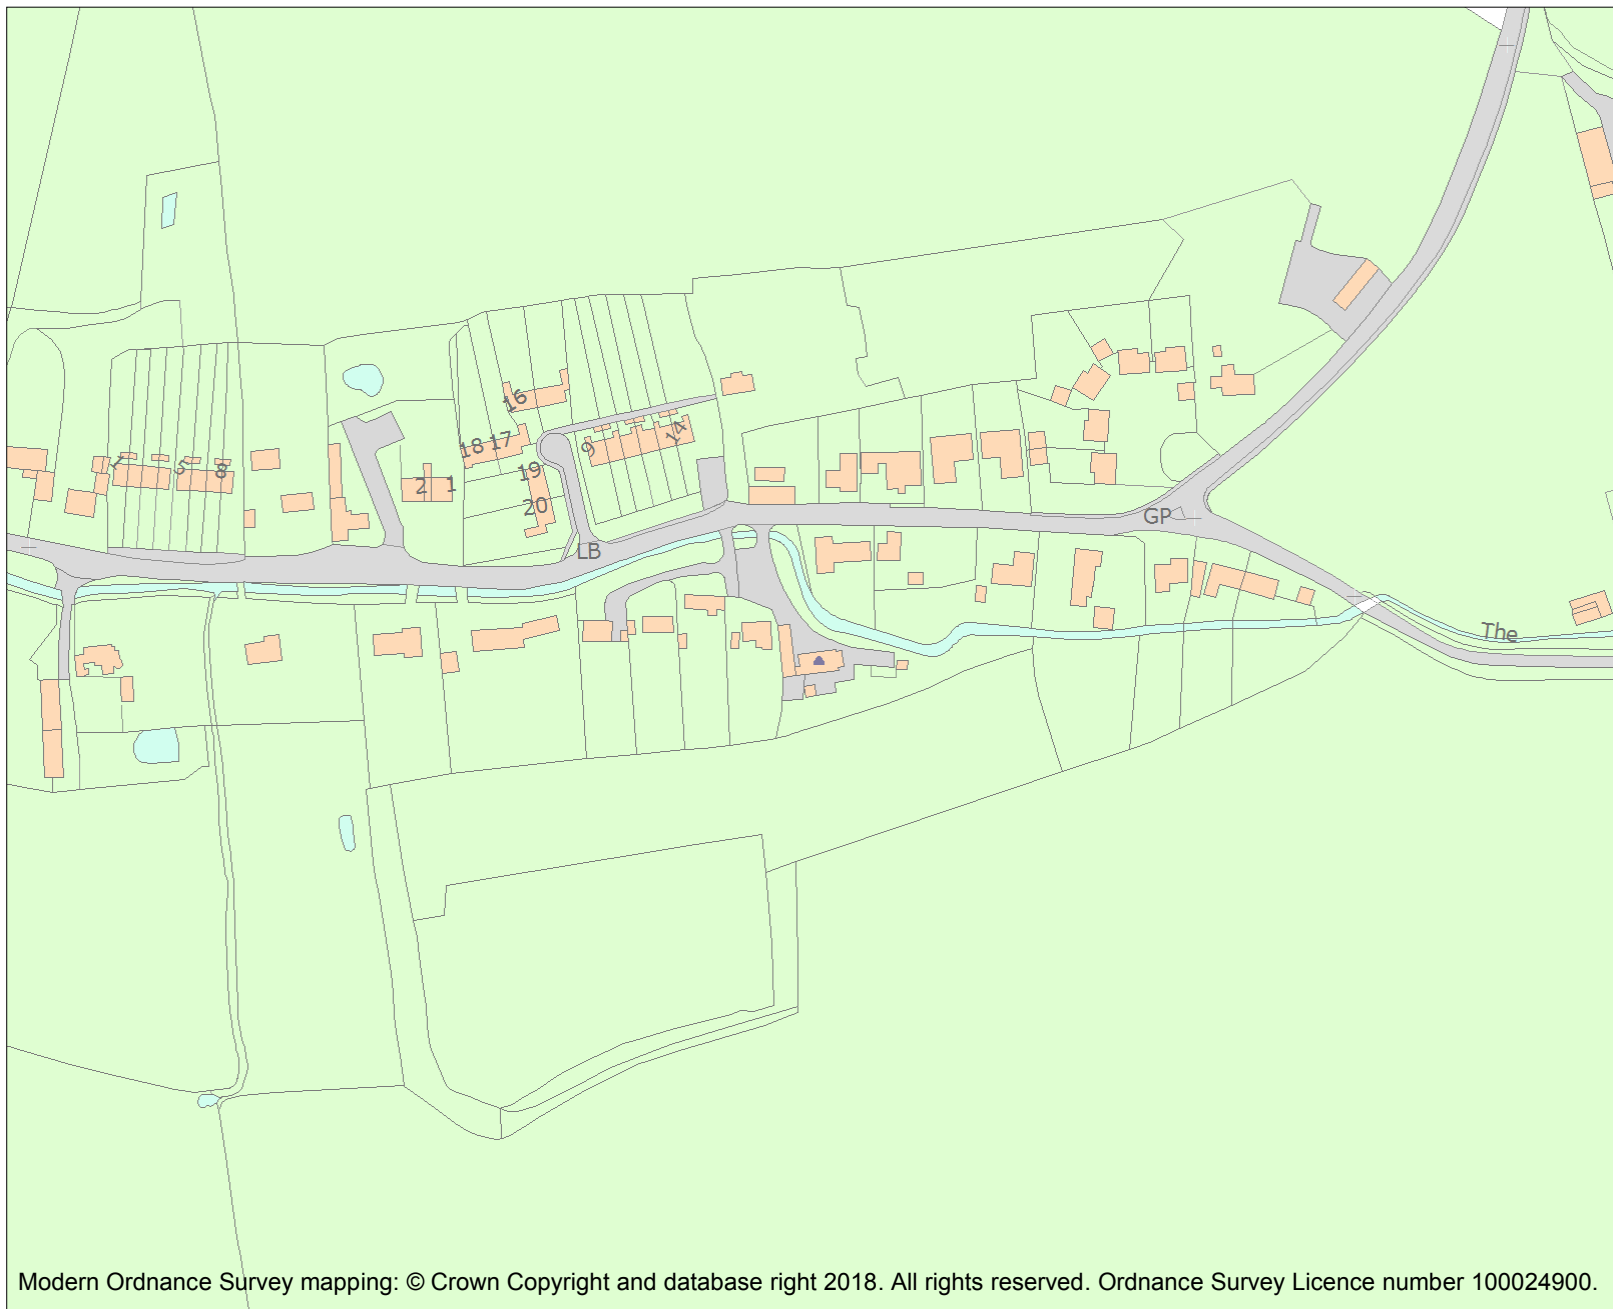 16
18 17
14
9
1
5
8
19
2 1
20
GP
LB
The
Modern Ordnance Survey mapping: © Crown Copyright and database right 2018. All rights reserved. Ordnance Survey Licence number 100024900.